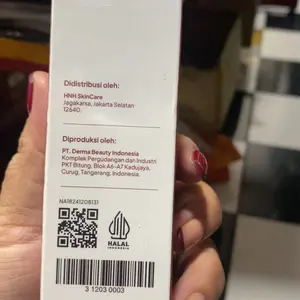 Didistribusi oleh:
HNH SkinCare
Jagakarsa, Jakarta Selatan
12640.
Diproduksi oleh:
PT. Derma Beauty Indonesia
Komplek Pergudengan dan Industri
PKT Bitung, Blok A6-A7 Kadujaya,
Curug, Tangerang, Indonesia.
NA18241208131
HALAL
INDONESIA
3 1203 0003